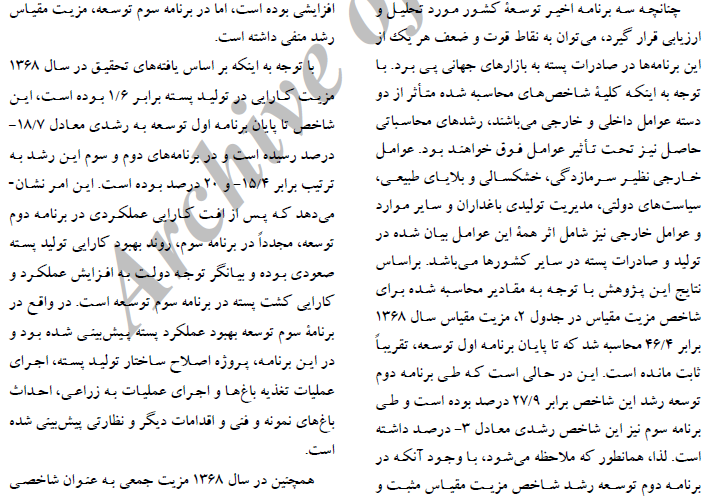 چنانچه سه برنامه اخیر توسعهٔ کشور مورد تحلیل و
ارزیابی قرار گیرد، می‌توان به نقاط قوت و ضعف هر یک از
این برنامه‌ها در صادرات پسته به بازارهای جهانی پی برد. با
توجه به اینکه کلیهٔ شاخص‌های محاسبه شده متأثر از دو
دسته عوامل داخلی و خارجی می‌باشند، رشدهای محاسباتی
حاصل نیز تحت تأثیر عوامل فوق خواهند بود. عوامل
خارجی نظیر سرمازدگی، خشکسالی و بلایای طبیعی،
سیاست‌های دولتی، مدیریت تولیدی باغداران و سایر موارد
و عوامل خارجی نیز شامل اثر همهٔ این عوامل بیان شده در
تولید و صادرات پسته در سایر کشورها می‌باشد. براساس
نتایج این پژوهش با توجه به مقادیر محاسبه شده برای
شاخص مزیت مقیاس در جدول ۲، مزیت مقیاس سال ۱۳۶۸
برابر ۴۶/۴ محاسبه شد که تا پایان برنامه اول توسعه، تقریباً
ثابت مانده است. این در حالی است که طی برنامه دوم
توسعه رشد این شاخص برابر ۲۷/۹ درصد بوده است و طی
برنامه سوم نیز این شاخص رشدی معادل ۳- درصد داشته
است. لذا، همانطور که ملاحظه می‌شود، با وجود آنکه در
برنامه دوم توسعه رشد شاخص مزیت مقیاس مثبت و
افزایشی بوده است، اما در برنامه سوم توسعه، مزیت مقیاس
رشد منفی داشته است.
با توجه به اینکه بر اساس یافته‌های تحقیق در سال ۱۳۶۸
مزیت کارایی در تولید پسته برابر ۱/۶ بوده است، این
شاخص تا پایان برنامه اول توسعه به رشدی معادل ۱۸/۷-
درصد رسیده است و در برنامه‌های دوم و سوم این رشد به
ترتیب برابر ۱۵/۴- و ۲۰ درصد بوده است. این امر نشان-
می‌دهد که پس از افت کارایی عملکردی در برنامه دوم
توسعه، مجدداً در برنامه سوم، روند بهبود کارایی تولید پسته
صعودی بوده و بیانگر توجه دولت به افزایش عملکرد و
کارایی کشت پسته در برنامه سوم توسعه است. در واقع در
برنامهٔ سوم توسعه بهبود عملکرد پسته پیش‌بینی شده بود و
در این برنامه، پروژه اصلاح ساختار تولید پسته، اجرای
عملیات تغذیه باغ‌ها و اجرای عملیات به زراعی، احداث
باغ‌های نمونه و فنی و اقدامات دیگر و نظارتی پیش‌بینی شده
است.
همچنین در سال ۱۳۶۸ مزیت جمعی به عنوان شاخصی
Archive of